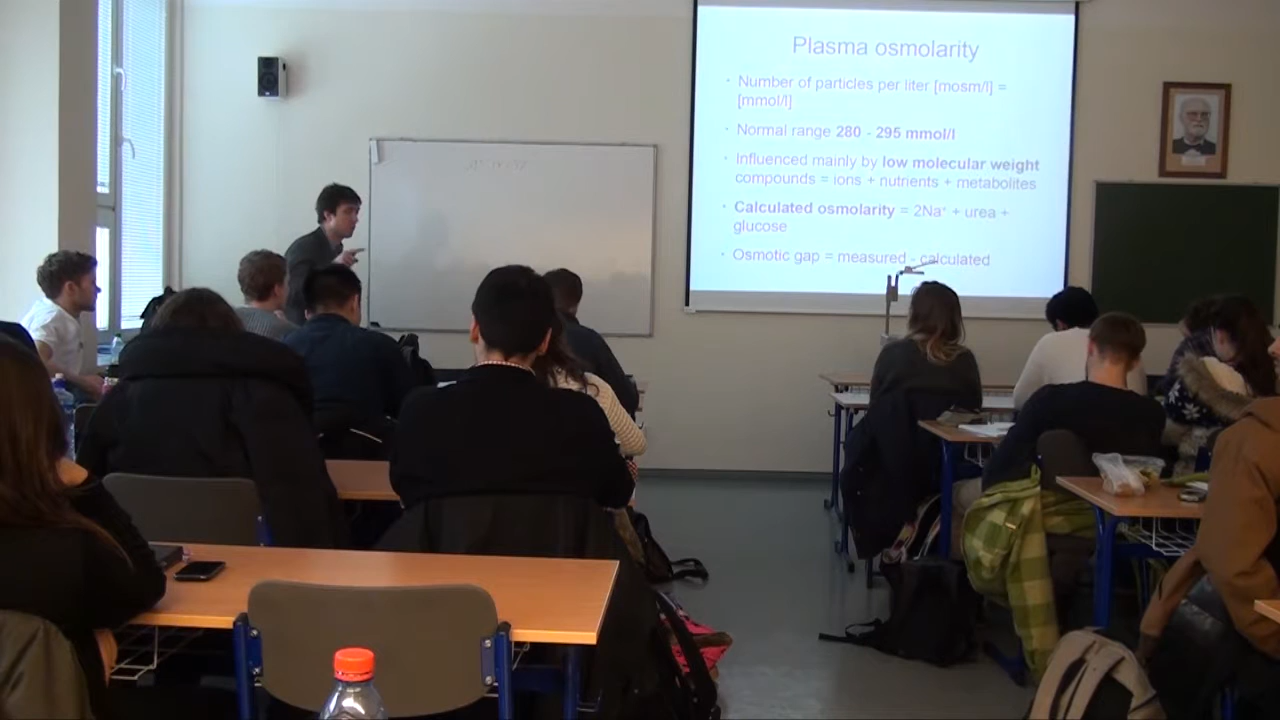 Plasma osmolarity
• Number of particles per liter [mosm/l] =
[mmol/l]
• Normal range 280 - 295 mmol/l
• Influenced mainly by low molecular weight
compounds = ions + nutrients + metabolites
• Calculated osmolarity = 2Na⁺ + urea +
glucose
• Osmotic gap = measured - calculated